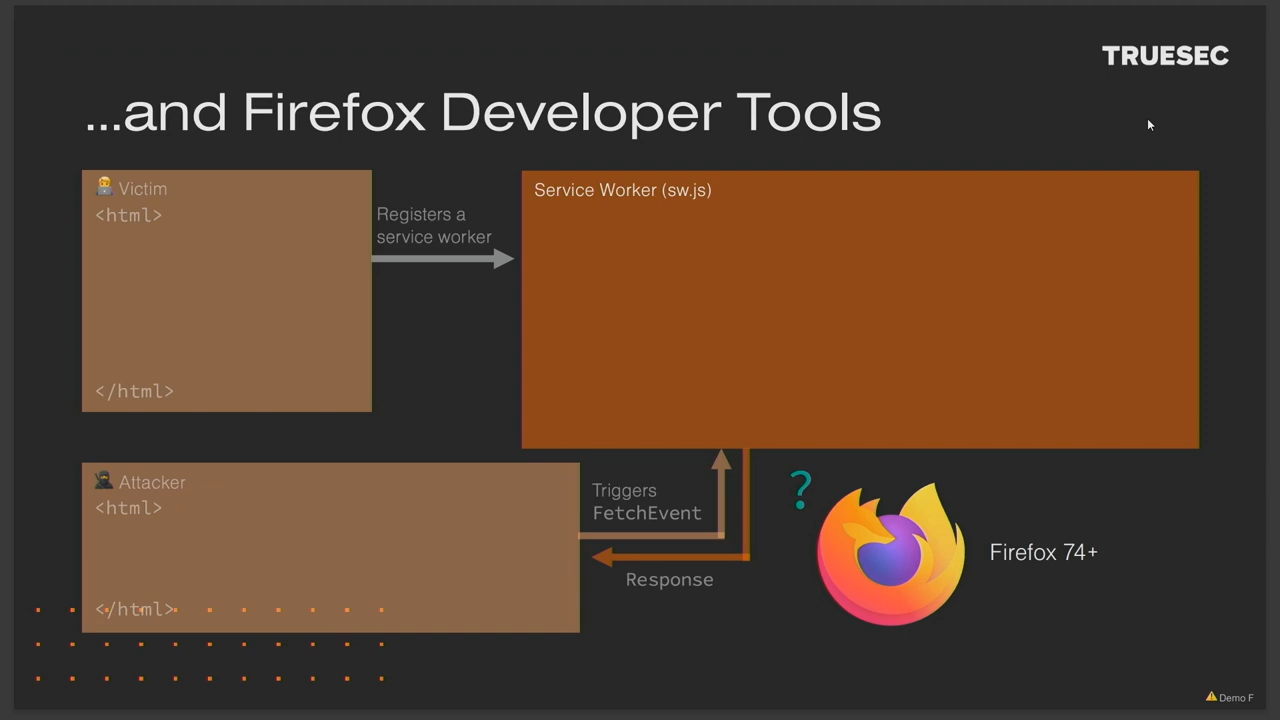 TRUESEC
...and Firefox Developer Tools
Victim
<html>
</html>
Registers a
service worker
Service Worker (sw.js)
Attacker
<html>
</html>
Triggers
FetchEvent
Response
?
Firefox 74+
Demo F